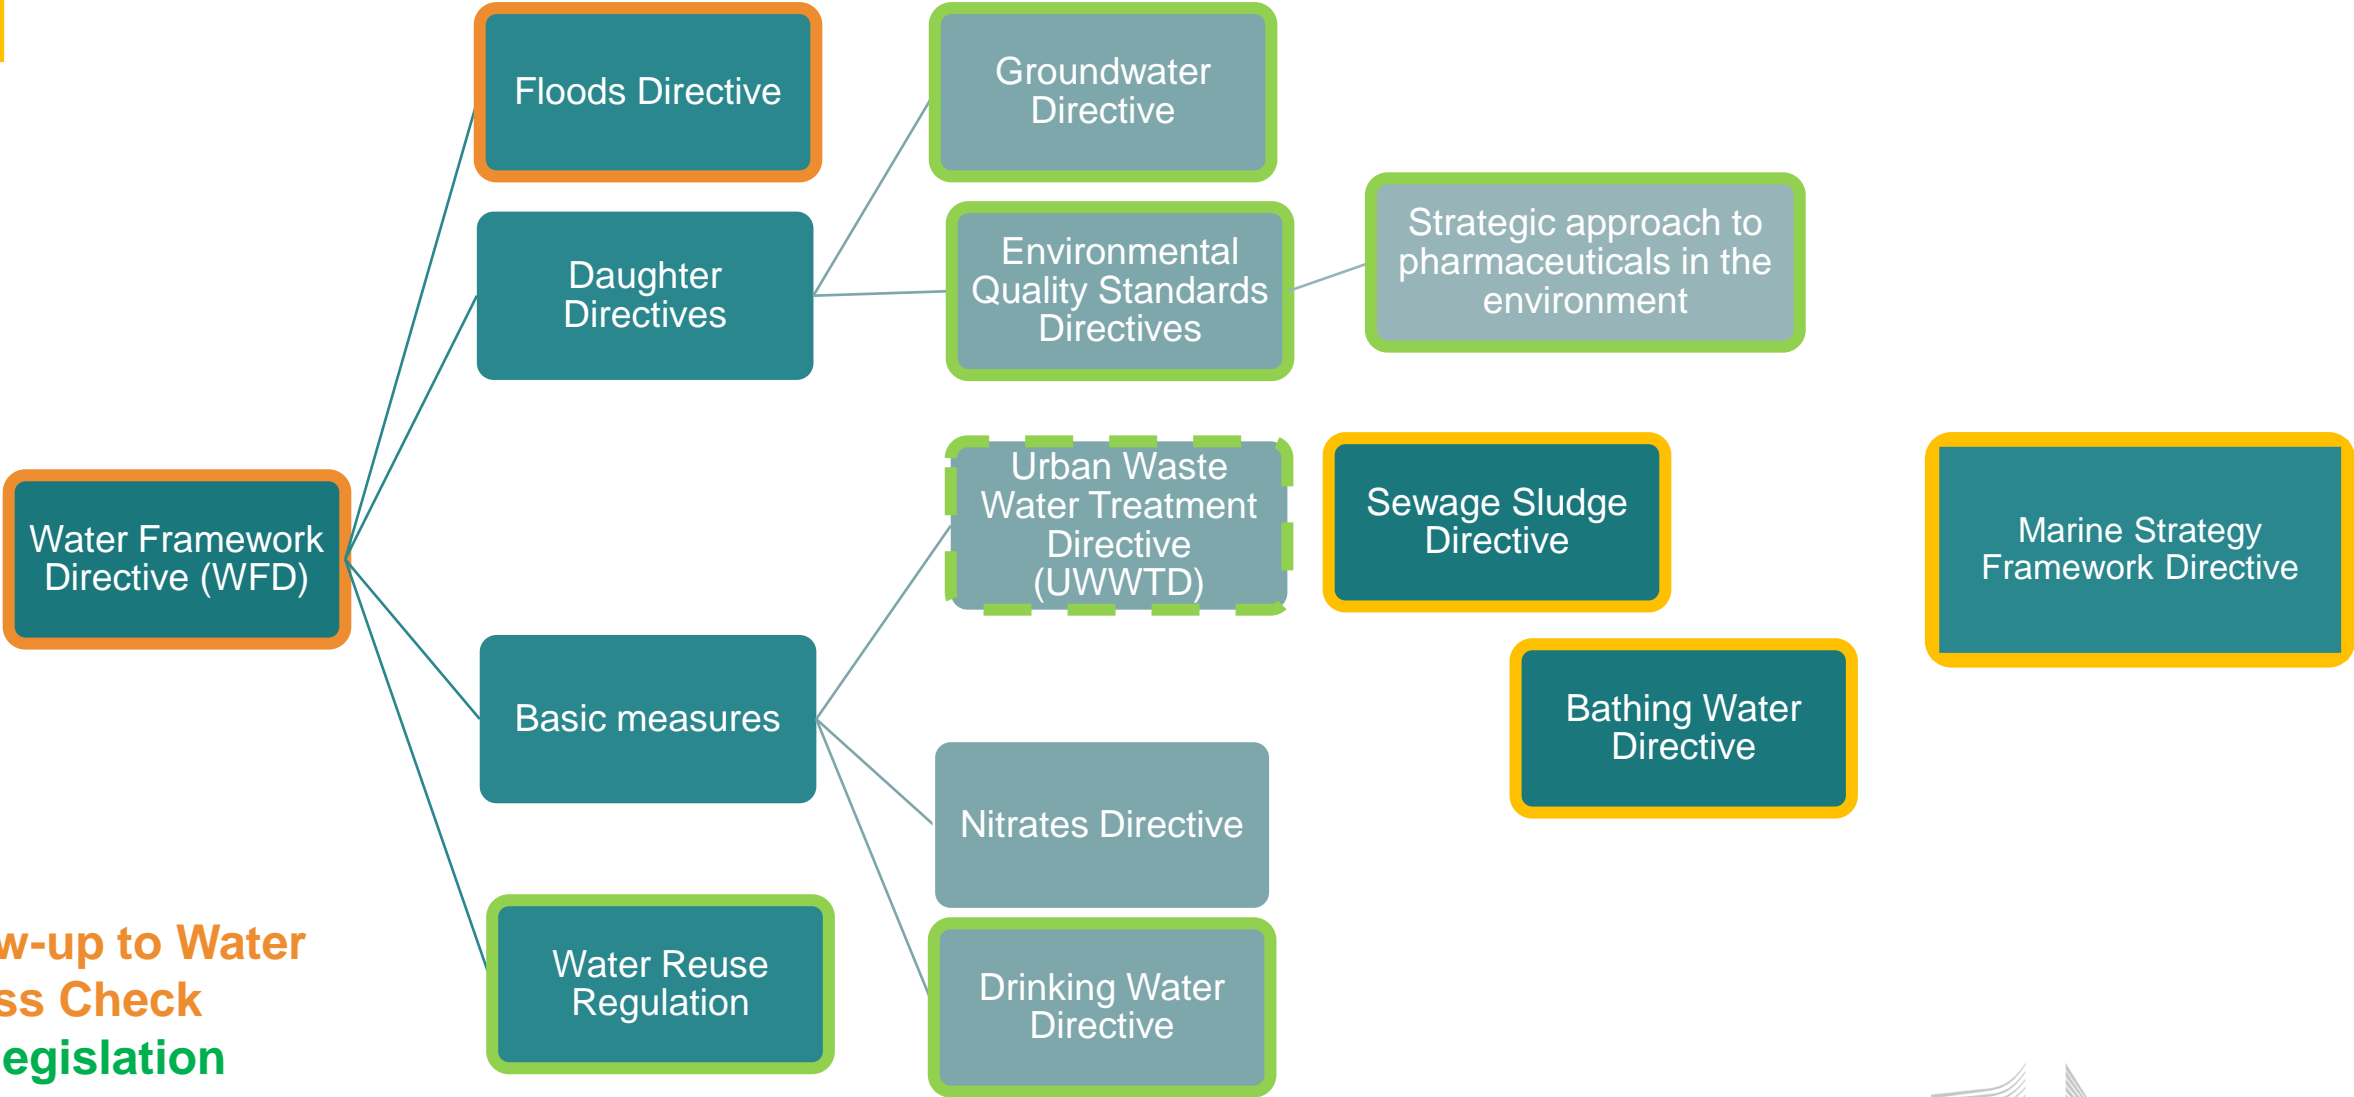 Floods Directive
Groundwater
Directive
Strategic approach to
pharmaceuticals in the
environment
Daughter
Directives
Environmental
Quality Standards
Directives
Water Framework
Directive (WFD)
Urban Waste
Water Treatment
Directive
(UWWTD)
Sewage Sludge
Directive
Marine Strategy
Framework Directive
Bathing Water
Directive
Basic measures
Nitrates Directive
Water Reuse
Regulation
Drinking Water
Directive
w-up to Water
ss Check
egislation